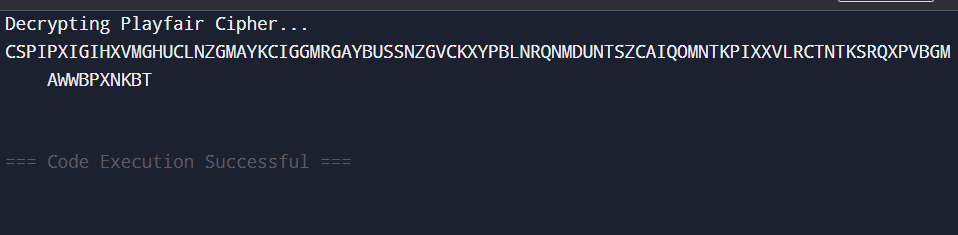 Decrypting Playfair Cipher...
CSPIPXIGIHXVMGHUCLNZGMAYKCIGGMRGAYBUSSNZGVCKXYPBLNRQNMDUNTSZCAIQOMNTKPIXXVLRCTNTKSRQXPVBGM
AWWBPXNKBT
=== Code Execution Successful ===